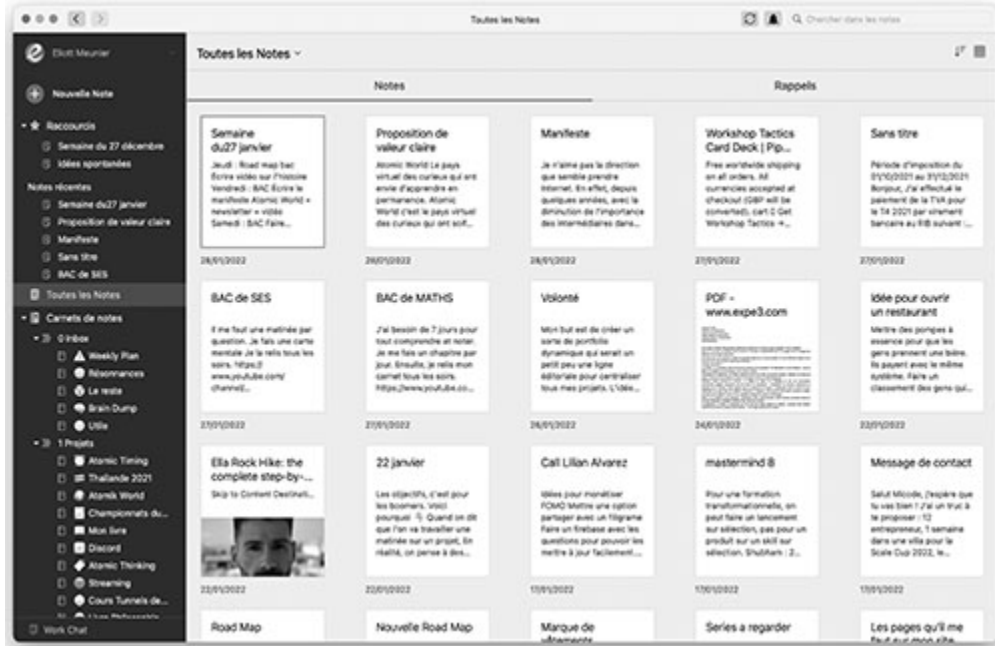 Toutes les Notes
Chercher dans les notes
Eliott Meunier
Nouvelle Note
Raccourcis
Semaine du 27 décembre
Idées spontanées
Notes récentes
Semaine du27 janvier
Proposition de valeur claire
Manifeste
Sans titre
BAC de SES
Toutes les Notes
Carnets de notes
0 Inbox
Weekly Plan
Résonnances
Le reste
Brain Dump
Utile
1 Projets
Atomic Timing
Thaïlande 2021
Atomik World
Championnats du...
Mon livre
Discord
Atomic Thinking
Streaming
Cours Tunnels de...
Work Chat
Toutes les Notes
Notes
Rappels
Semaine
du27 janvier
Jeudi : Road map bac
Écrire vidéo sur l'histoire
Vendredi : BAC Écrire le
manifeste Atomic World +
newsletter + vidéo
Samedi : BAC Faire...
28/01/2022
Proposition de
valeur claire
Atomic World Le pays
virtuel des curieux qui ont
envie d'apprendre en
permanence. Atomic
World c'est le pays virtuel
des curieux qui ont soif...
28/01/2022
Manifeste
Je n'aime pas la direction
que semble prendre
Internet. En effet, depuis
quelques années, avec la
diminution de l'importance
des intermédiaires dans...
28/01/2022
Workshop Tactics
Card Deck | Pip...
Free worldwide shipping
on all orders. All
currencies accepted at
checkout (GBP will be
converted). cart 0 Get
Workshop Tactics →...
27/01/2022
Sans titre
Période d'imposition du
01/10/2021 au 31/12/2021
Bonjour, J'ai effectué le
paiement de la TVA pour
le T4 2021 par virement
bancaire au RIB suivant :...
27/01/2022
BAC de SES
Il me faut une matinée par
question. Je fais une carte
mentale Je la relis tous les
soirs. https://
www.youtube.com/
channel/...
27/01/2022
BAC de MATHS
J'ai besoin de 7 jours pour
tout comprendre et noter.
Je me fais un chapitre par
jour. Ensuite, je relis mon
carnet tous les soirs.
https://www.youtube.co...
27/01/2022
Volonté
Mon but est de créer un
sorte de portfolio
dynamique qui serait un
petit peu une ligne
éditoriale pour centraliser
tous mes projets. L'idée...
26/01/2022
PDF -
www.expe3.com
24/01/2022
Idée pour ouvrir
un restaurant
Mettre des pompes à
essence pour que les
gens prennent une bière.
Ils payent avec le même
système. Faire un
classement des gens qui...
22/01/2022
Ella Rock Hike: the
complete step-by-...
Skip to Content Destinati...
22/01/2022
22 janvier
Les objectifs, c'est pour
les boomers. Voici
pourquoi Quand on dit
que l'on va travailler une
matinée sur un projet. En
réalité, on pense à des...
22/01/2022
Call Lilian Alvarez
Idées pour monétiser
FOMO Mettre une option
partager avec un filigrame
Faire un firebase avec les
questions pour pouvoir les
mettre à jour facilement....
17/01/2022
mastermind 8
Pour une formation
transformationnelle, on
peut faire un lancement
sur sélection, pas pour un
produit sur un skill sur
sélection. Shubham : 2...
17/01/2022
Message de contact
Salut Micode, j'espère que
tu vas bien ! J'ai un truc à
te proposer : 12
entrepreneur, 1 semaine
dans une villa pour la
Scale Cup 2022, le...
17/01/2022
Road Map
Nouvelle Road Map
Marque de
vêtements
Series a regarder
Les pages qu'il me
faut sur mon site